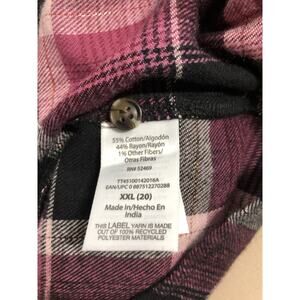 55% Cotton/Algodón
44% Rayon/Rayón
1% Other Fibers/
Otras Fibras
RN# 52469
TT45100142016A
EAN/UPC 0 887512270288
XXL (20)
Made In/Hecho En
India
This LABEL YARN IS MADE
OUT OF 100% RECYCLED
POLYESTER MATERIALS